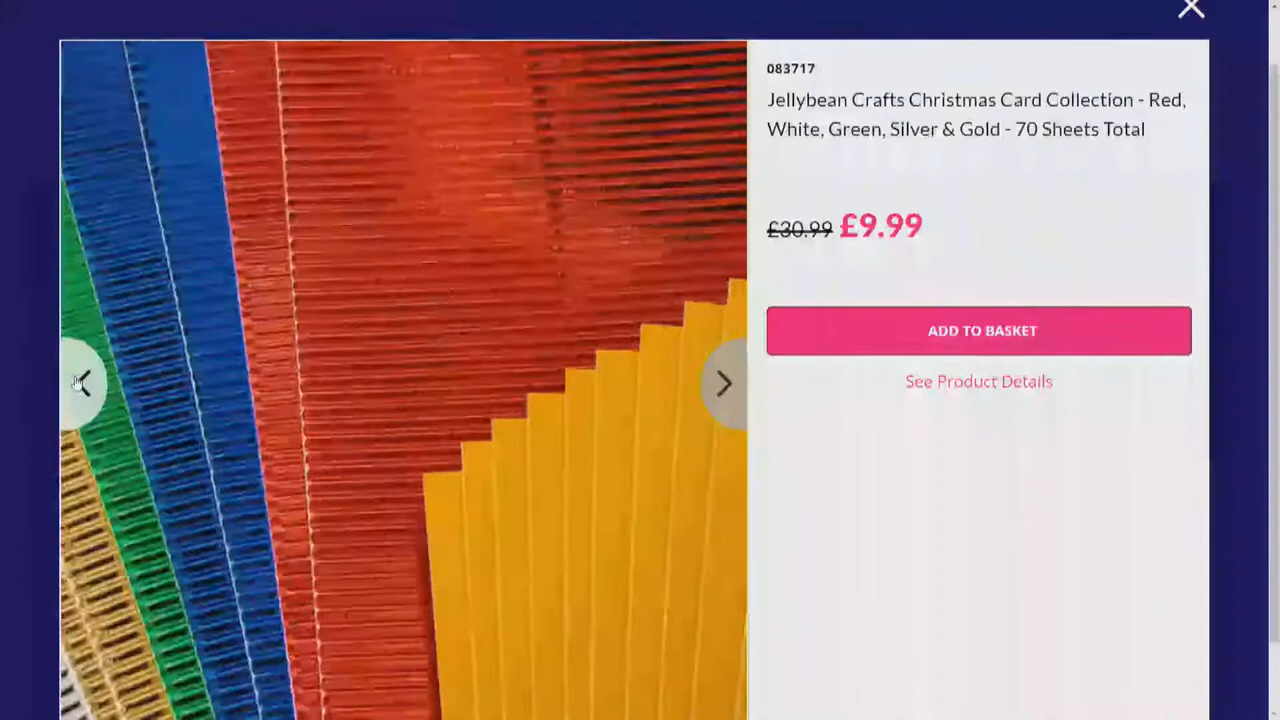 083717
Jellybean Crafts Christmas Card Collection - Red,
White, Green, Silver & Gold - 70 Sheets Total
£30.99 £9.99
ADD TO BASKET
See Product Details